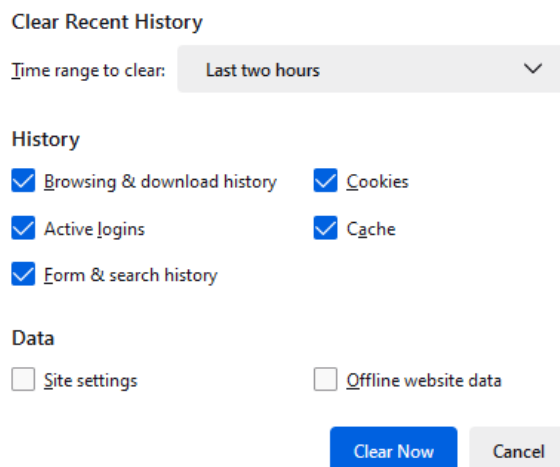 Clear Recent History
Time range to clear: Last two hours
History
Browsing & download history Cookies
Active logins Cache
Form & search history
Data
Site settings Offline website data
Clear Now Cancel